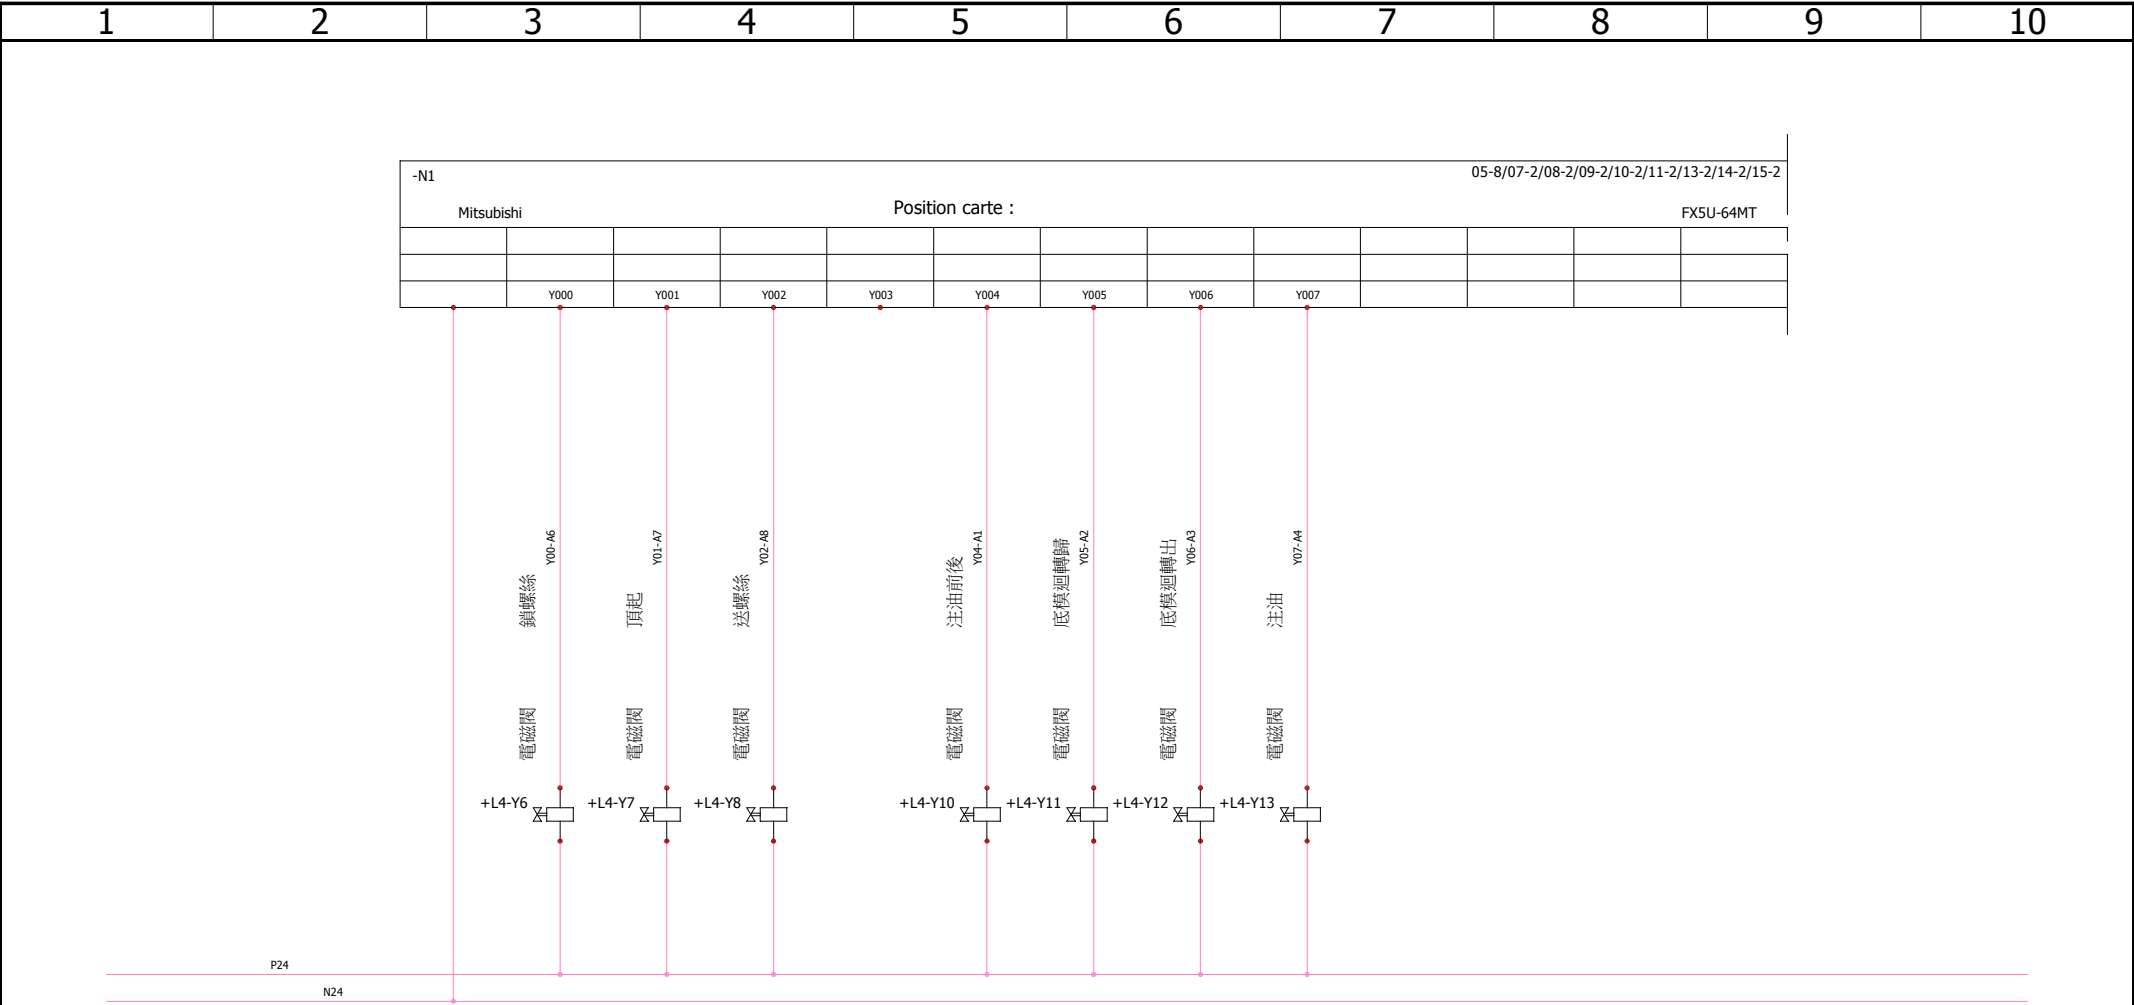 1 2 3 4 5 6 7 8 9 10
-N1 05-8/07-2/08-2/09-2/10-2/11-2/13-2/14-2/15-2
Mitsubishi Position carte : FX5U-64MT
Y000 Y001 Y002 Y003 Y004 Y005 Y006 Y007
Y00-A6 Y01-A7 Y02-A8 Y04-A1 Y05-A2 Y06-A3 Y07-A4
鎖螺絲 頂起 送螺絲 注油前後 底模迴轉歸 底模迴轉出 注油
電磁閥 電磁閥 電磁閥 電磁閥 電磁閥 電磁閥 電磁閥
+L4-Y6 +L4-Y7 +L4-Y8 +L4-Y10 +L4-Y11 +L4-Y12 +L4-Y13
P24
N24